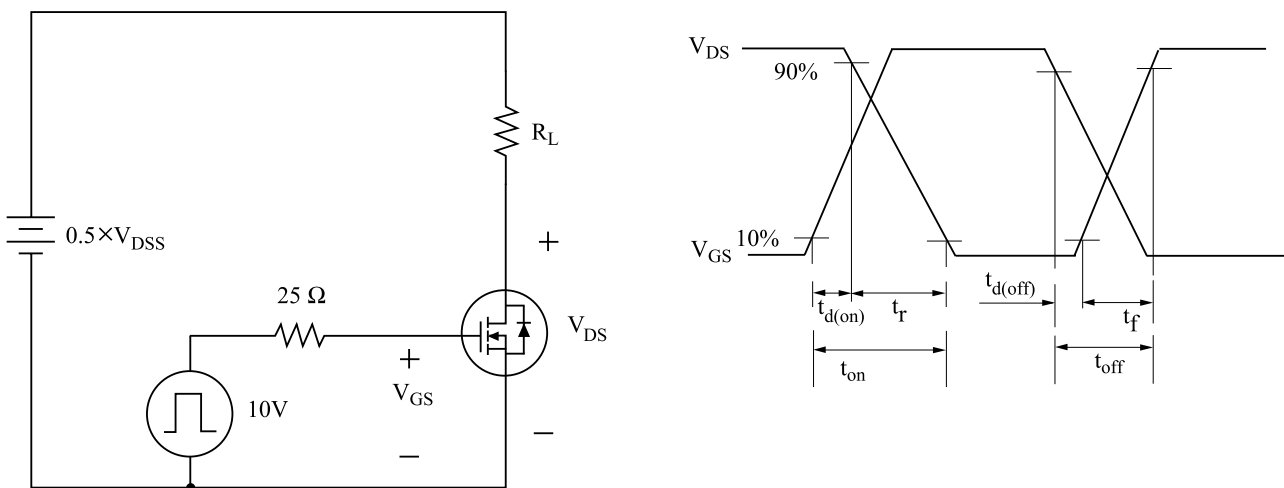 R_L
0.5×V_DSS
25 Ω
V_DS
V_GS
10V
V_DS
90%
10%
V_GS
t_d(on)
t_r
t_d(off)
t_f
t_on
t_off